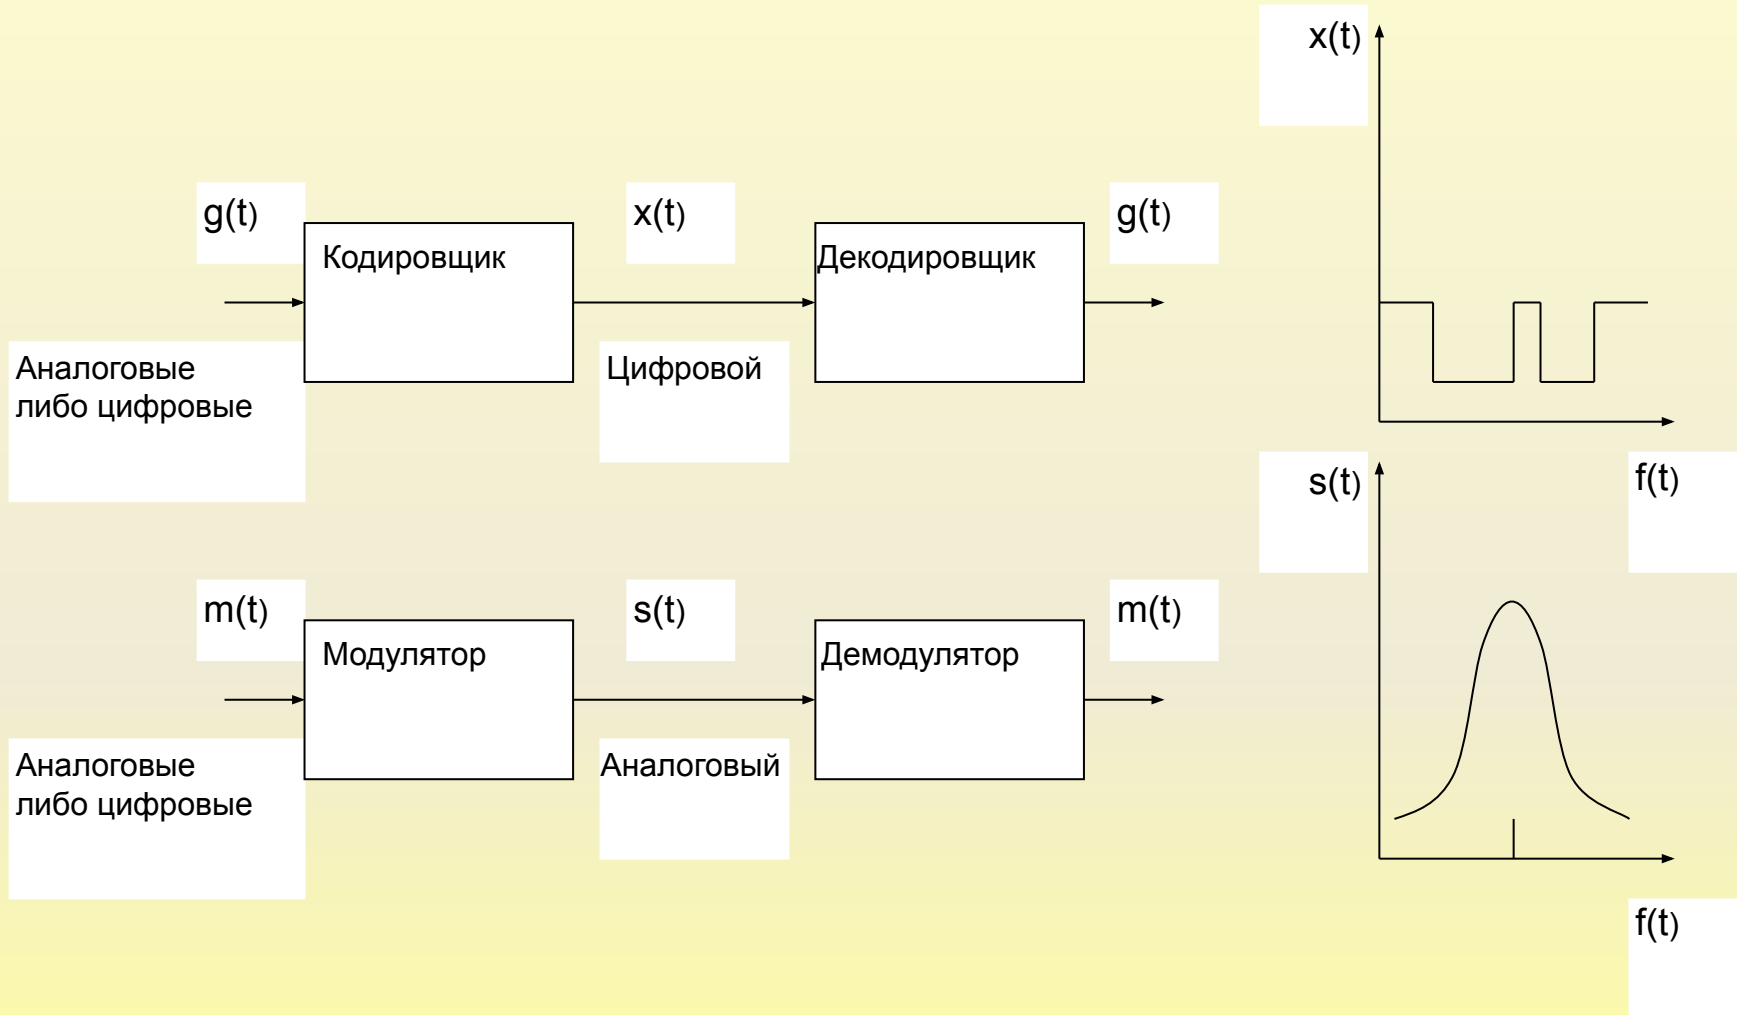 x(t)
g(t)
x(t)
g(t)
Кодировщик
Декодировщик
Аналоговые
либо цифровые
Цифровой
s(t)
f(t)
m(t)
s(t)
m(t)
Модулятор
Демодулятор
Аналоговые
либо цифровые
Аналоговый
f(t)